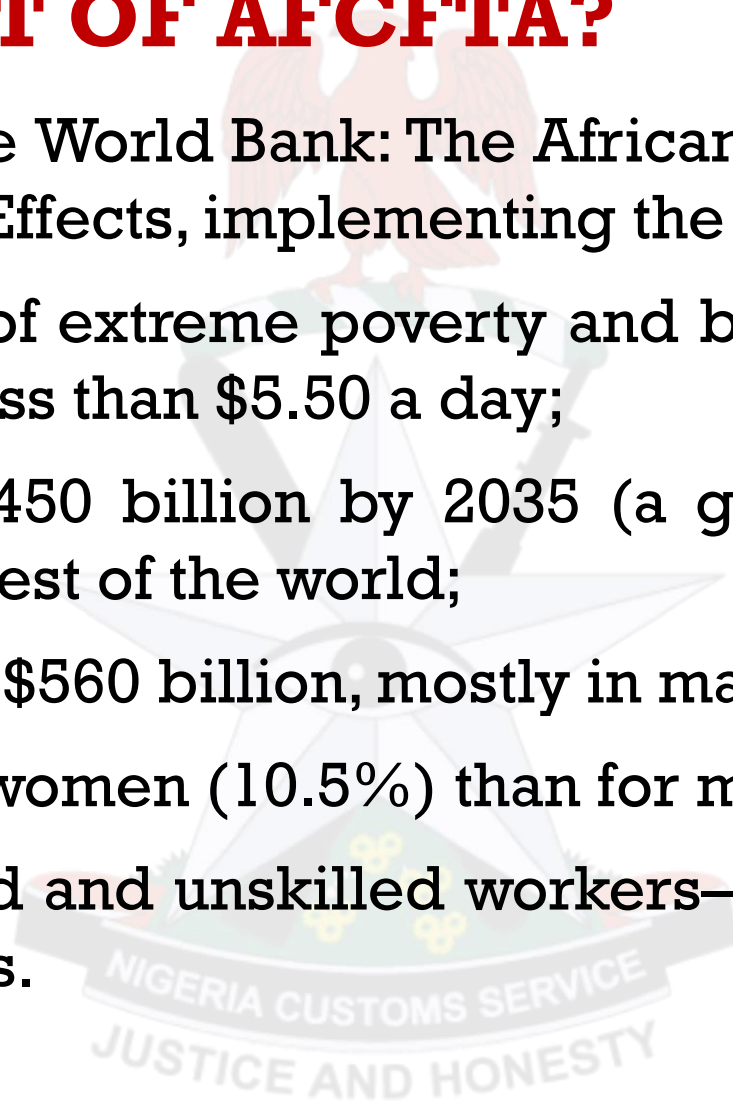 T OF AFCFTA?
e World Bank: The African
Effects, implementing the
of extreme poverty and b
ss than $5.50 a day;
450 billion by 2035 (a g
est of the world;
$560 billion, mostly in ma
women (10.5%) than for m
d and unskilled workers–
s.
NIGERIA CUSTOMS SERVICE
JUSTICE AND HONESTY